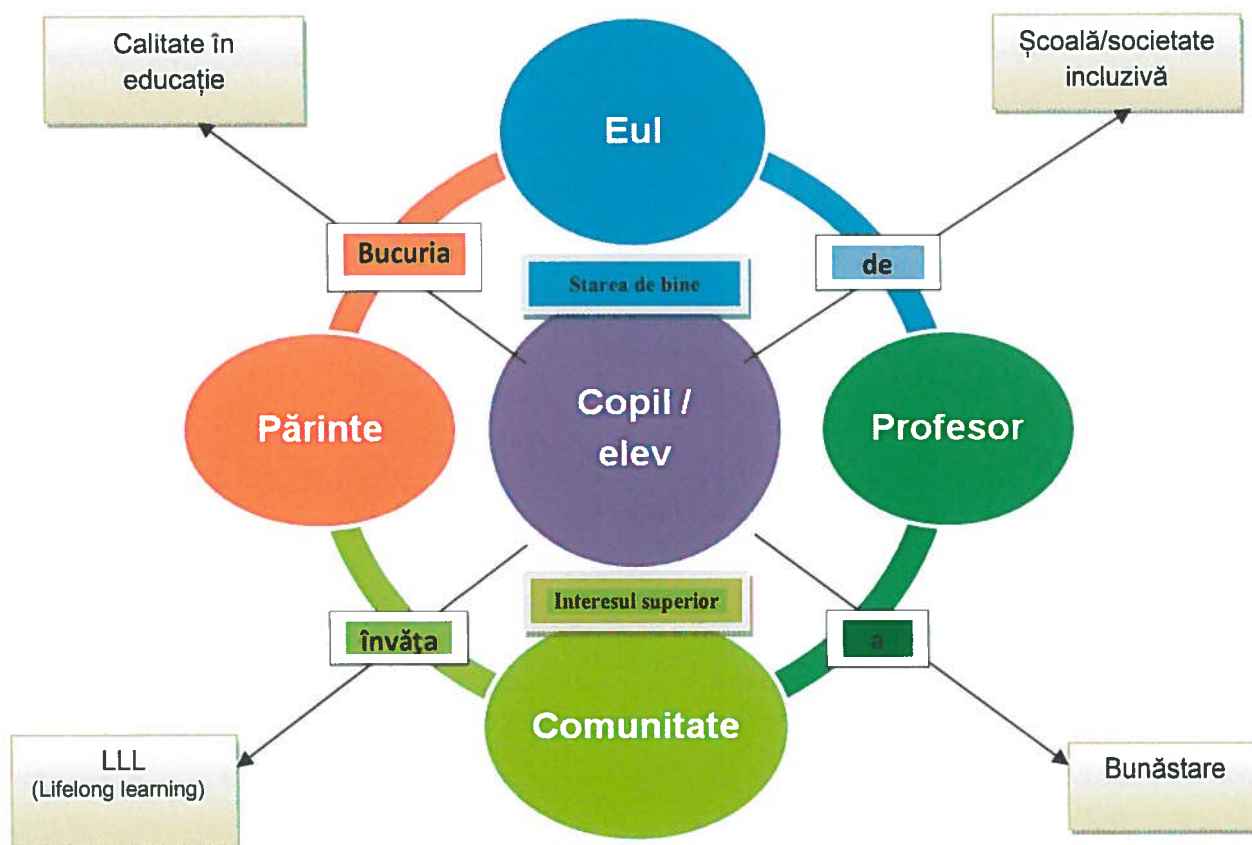 Calitate în
educație
Școală/societate
incluzivă
Eul
Bucuria
de
Starea de bine
Părinte
Copil /
elev
Profesor
Interesul superior
învăța
a
Comunitate
LLL
(Lifelong learning)
Bunăstare